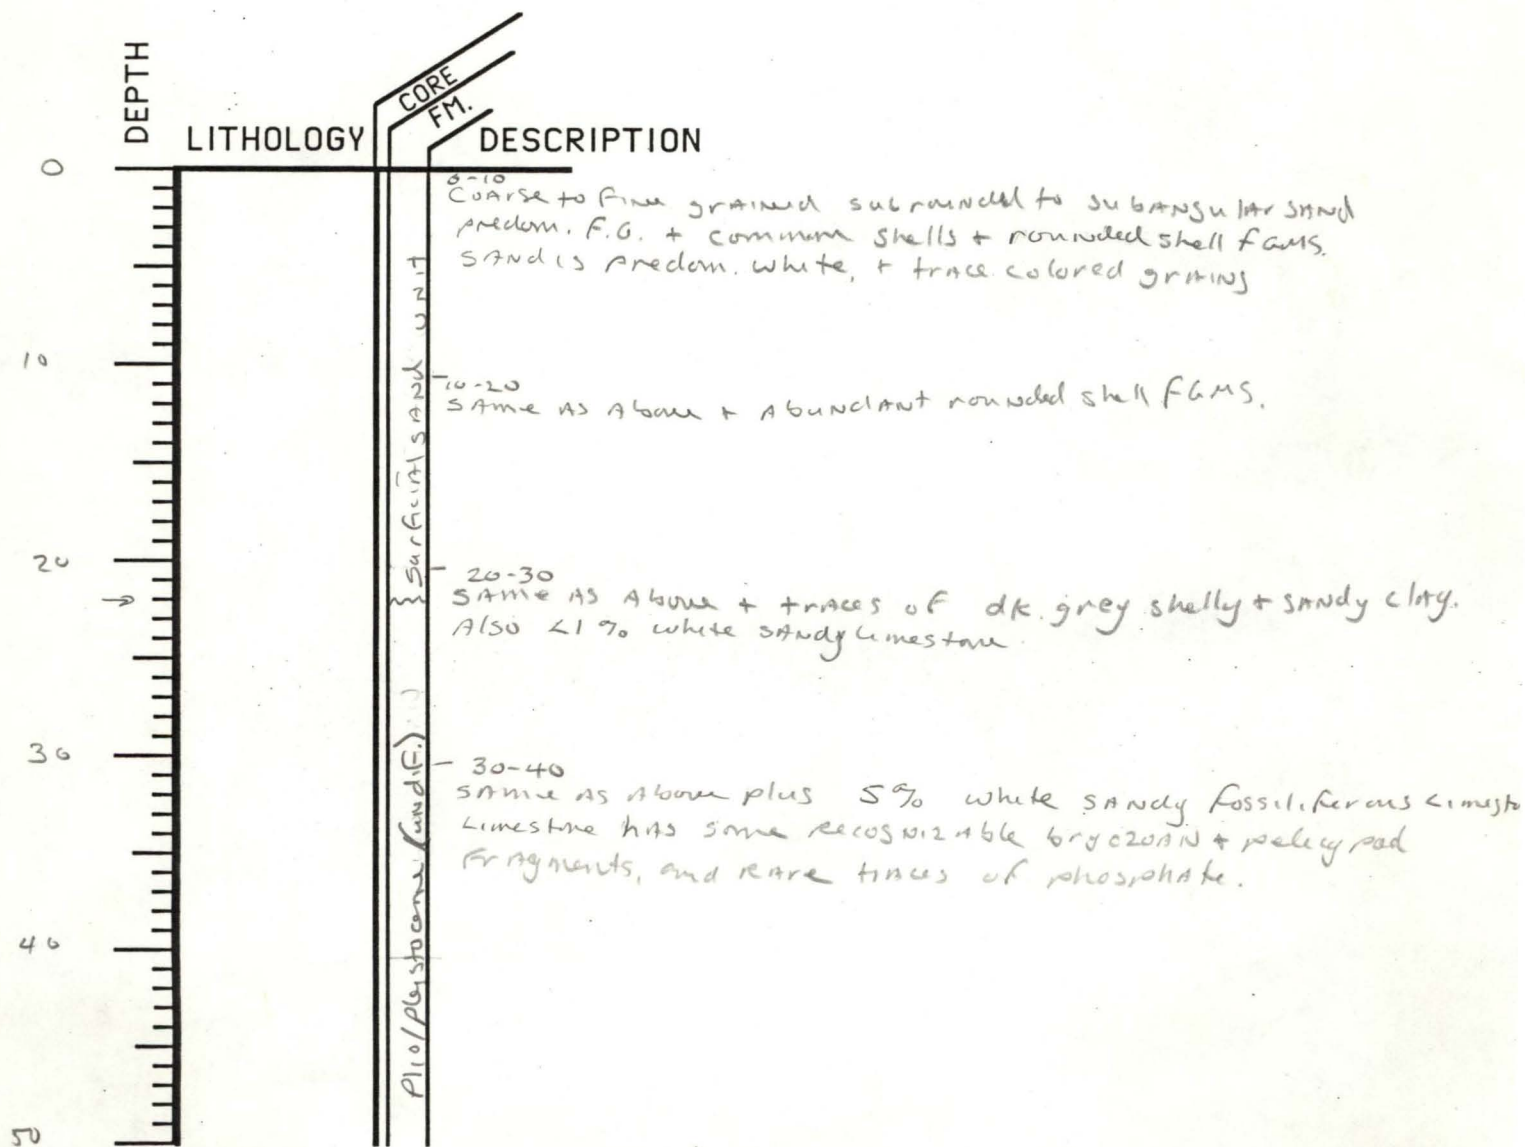 DEPTH
LITHOLOGY
CORE
FM.
DESCRIPTION
0
10
20
30
40
50
Surficial sand unit
Plio/Pleystocene (undif.)
0-10
Coarse to fine grained subrounded to subangular sand
predom. F.G. + common shells + rounded shell FGMS.
Sand is predom. white, + trace colored grains
10-20
Same as above + abundant rounded shell FGMS.
20-30
Same as above + traces of dk. grey shelly + sandy clay.
Also <1% white sandy limestone
30-40
Same as above plus 5% white sandy fossiliferous Limesto
Limestone has some recognizable bryozoan + pelecypod
Fragments, and rare traces of phosphate.